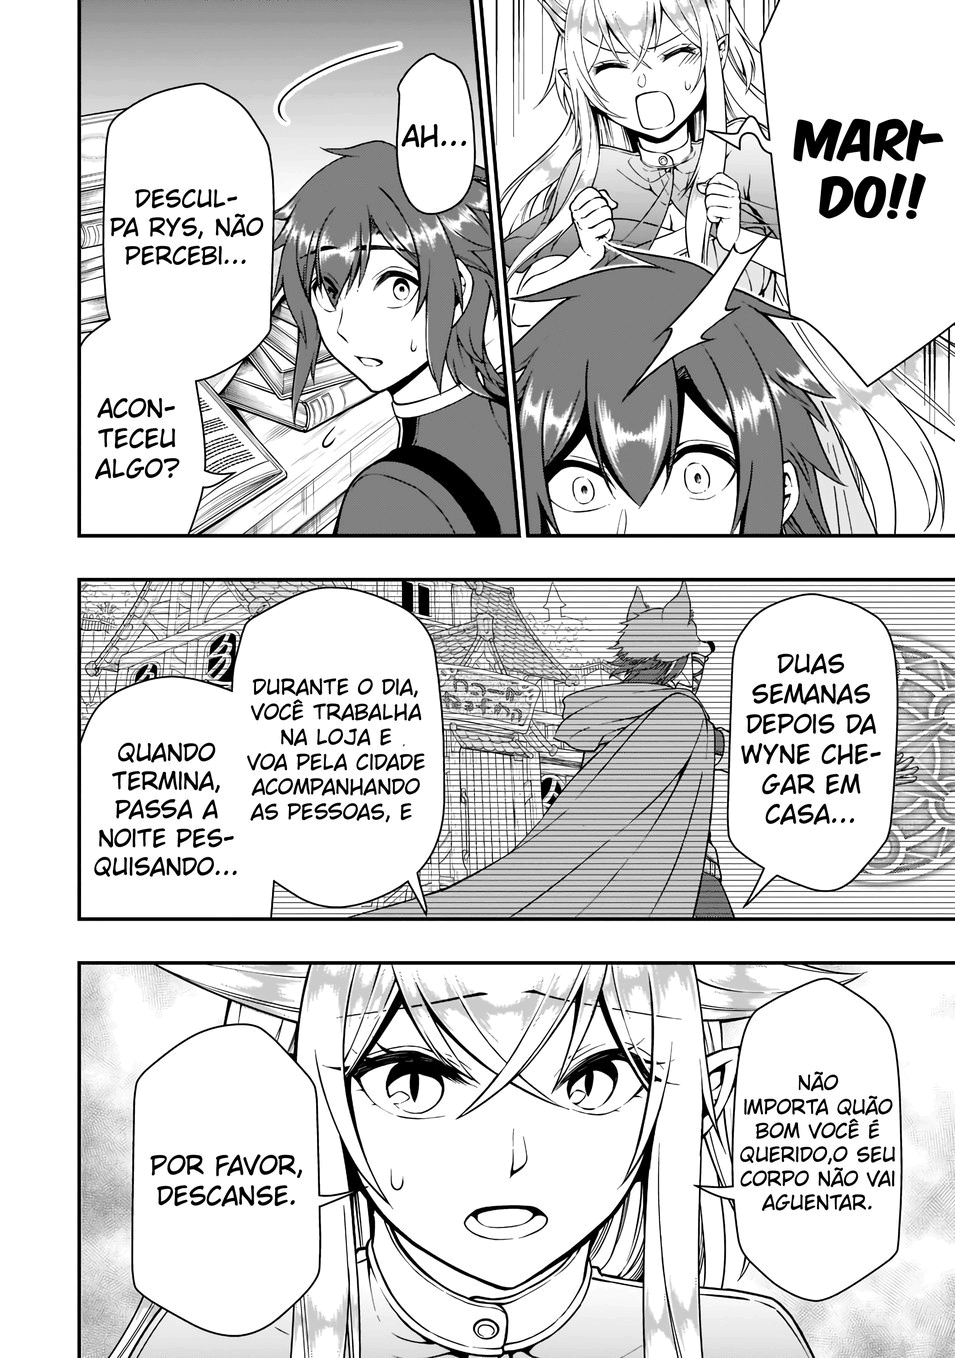 MARI-
DO!!
AH...
DESCUL-
PA RYS, NÃO
PERCEBI...
ACON-
TECEU
ALGO?
DUAS
SEMANAS
DEPOIS DA
WYNE CHE-
GAR EM
CASA...
DURANTE O DIA,
VOCÊ TRABALHA
NA LOJA E
VOA PELA CIDADE
ACOMPANHANDO
AS PESSOAS, E
QUANDO
TERMINA,
PASSA A
NOITE PES-
QUISANDO...
NÃO
IMPORTA QUÃO
BOM VOCÊ É
QUERIDO,O SEU
CORPO NÃO VAI
AGUENTAR.
POR FAVOR,
DESCANSE.